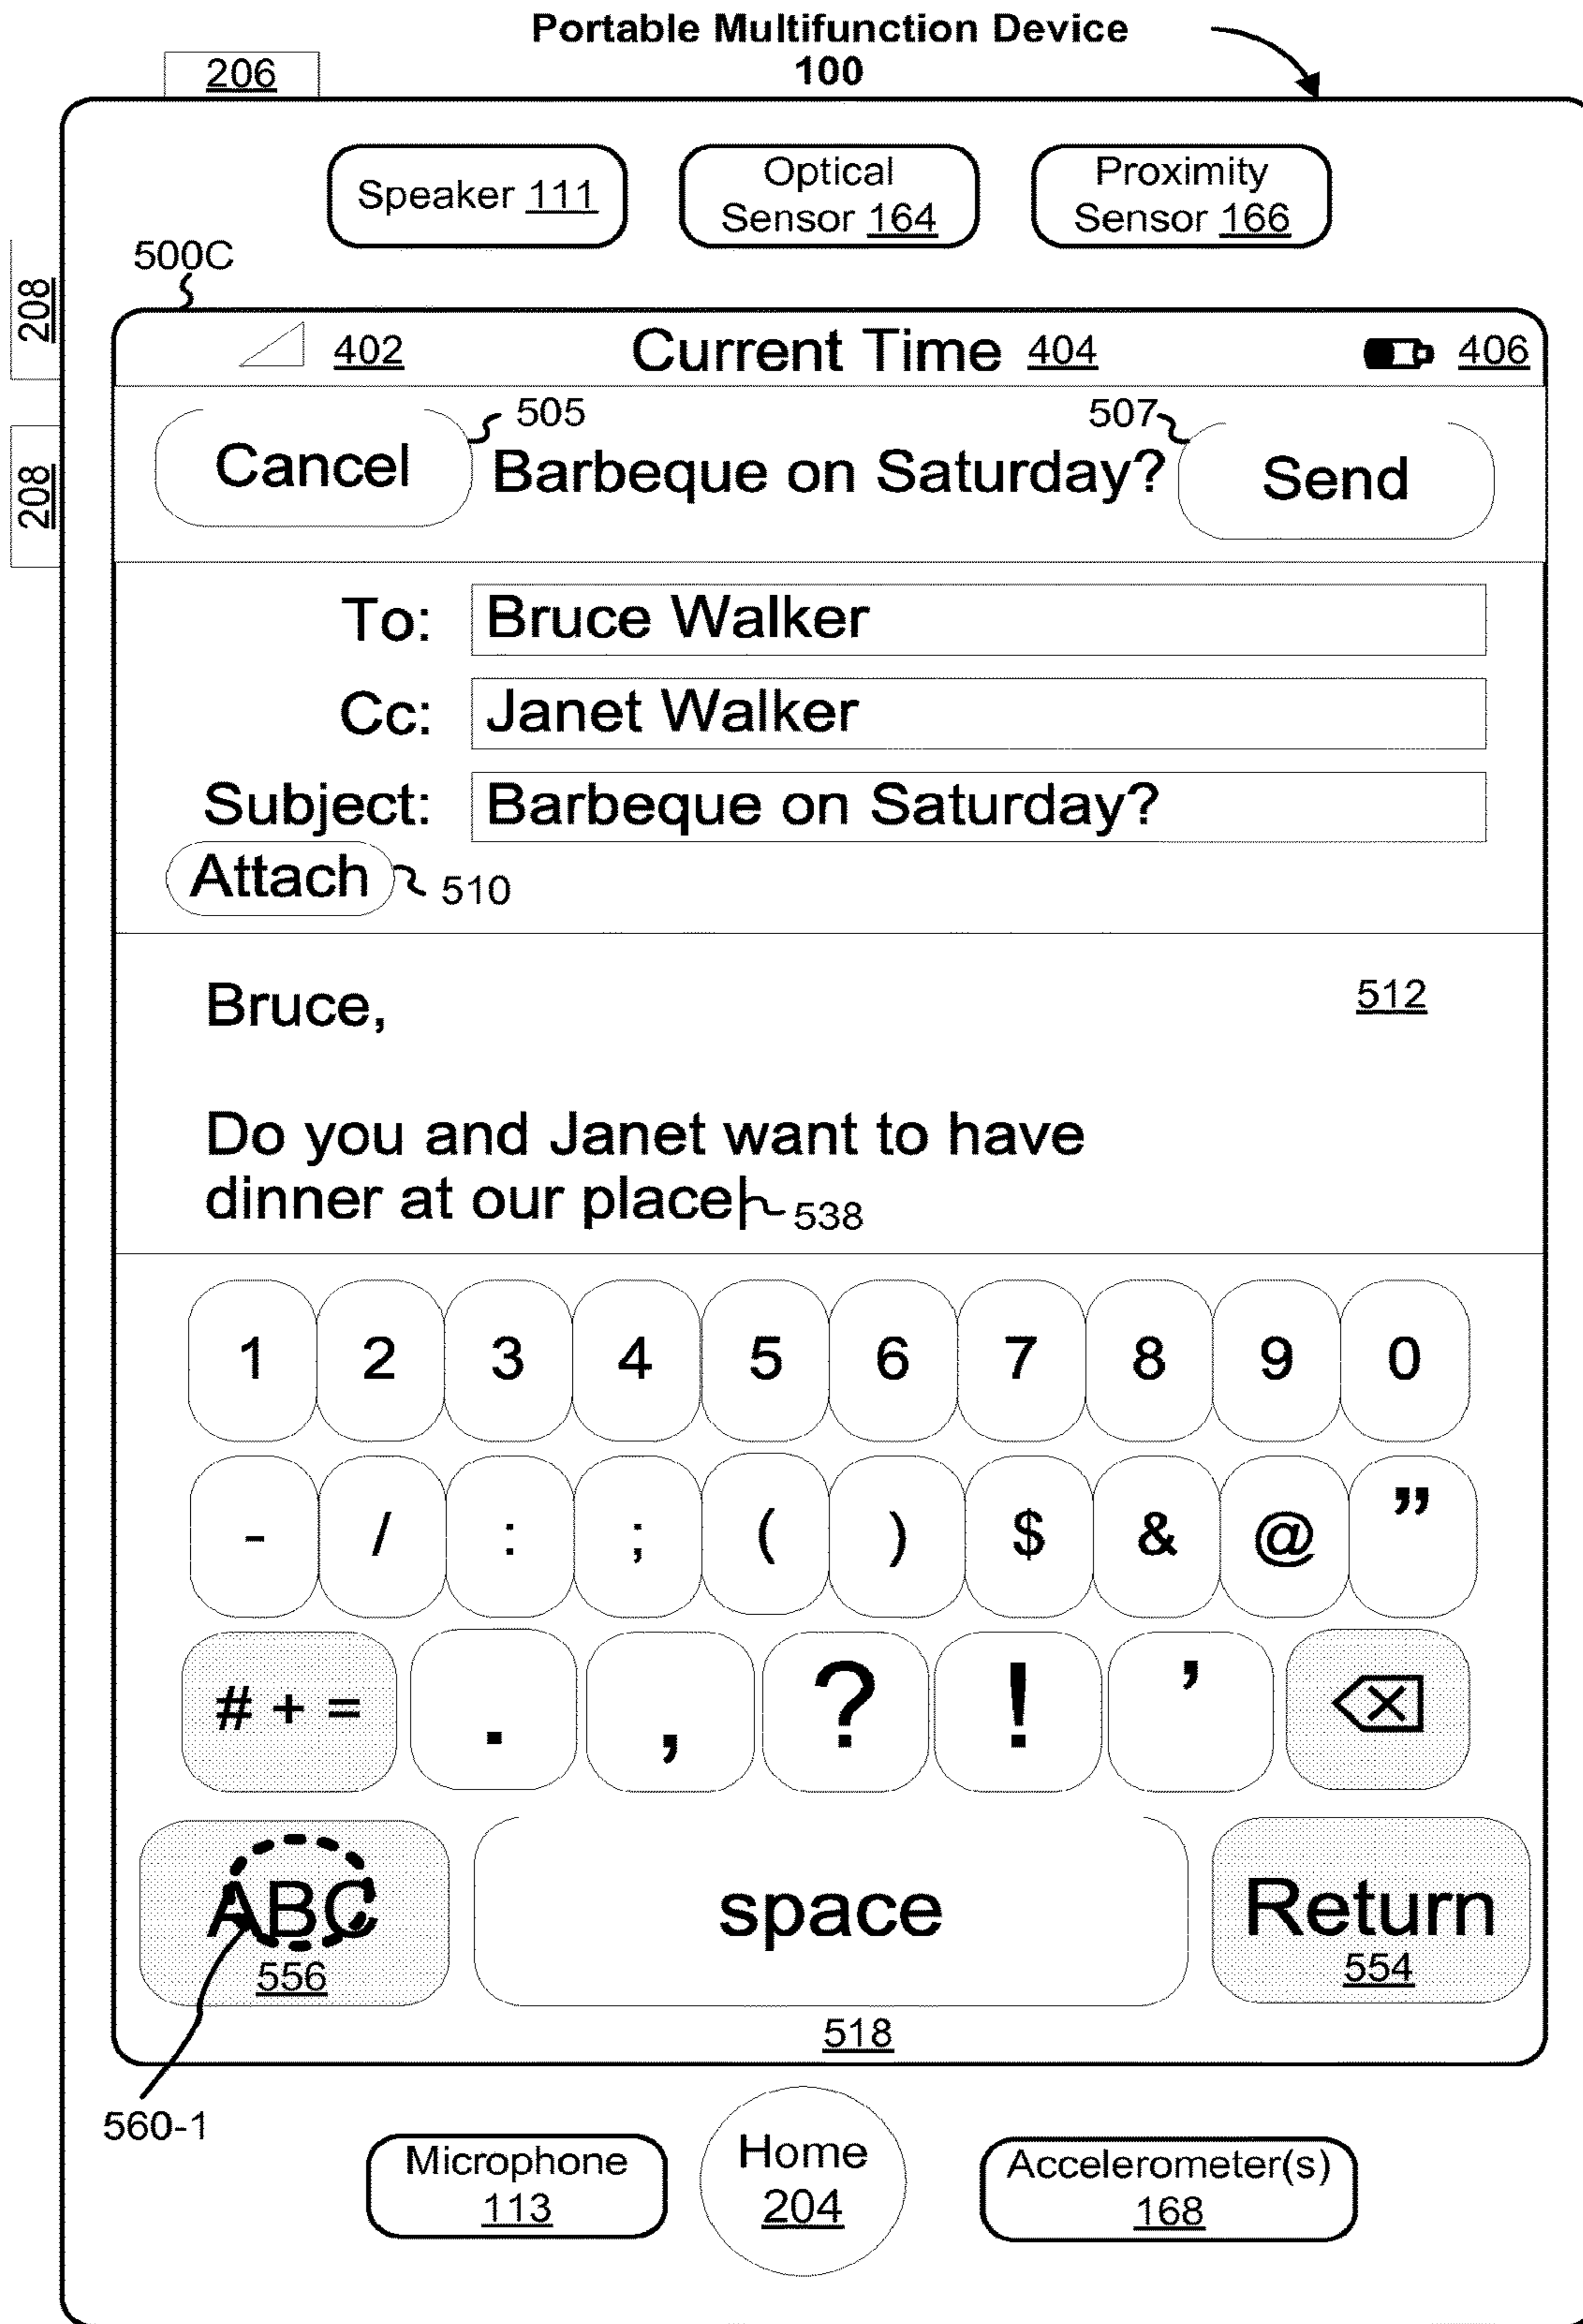 Portable Multifunction Device
100
206
Speaker 111
Optical
Sensor 164
Proximity
Sensor 166
500C
208
208
402
Current Time 404
406
Cancel
505
Barbeque on Saturday?
507
Send
To:
Bruce Walker
Cc:
Janet Walker
Subject:
Barbeque on Saturday?
Attach
510
Bruce,
512
Do you and Janet want to have
dinner at our place
538
1 2 3 4 5 6 7 8 9 0
- / : ; ( ) $ & @ ”
# + = . , ? ! ’
ABC
556
space
Return
554
518
560-1
Microphone
113
Home
204
Accelerometer(s)
168